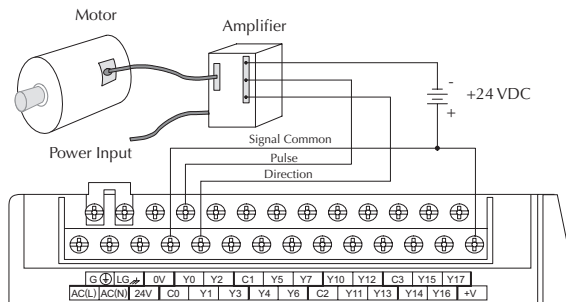 Motor
Amplifier
-
+24 VDC
+
Power Input
Signal Common
Pulse
Direction
G LG 0V Y0 Y2 C1 Y5 Y7 Y10 Y12 C3 Y15 Y17
AC(L) AC(N) 24V C0 Y1 Y3 Y4 Y6 C2 Y11 Y13 Y14 Y16 +V